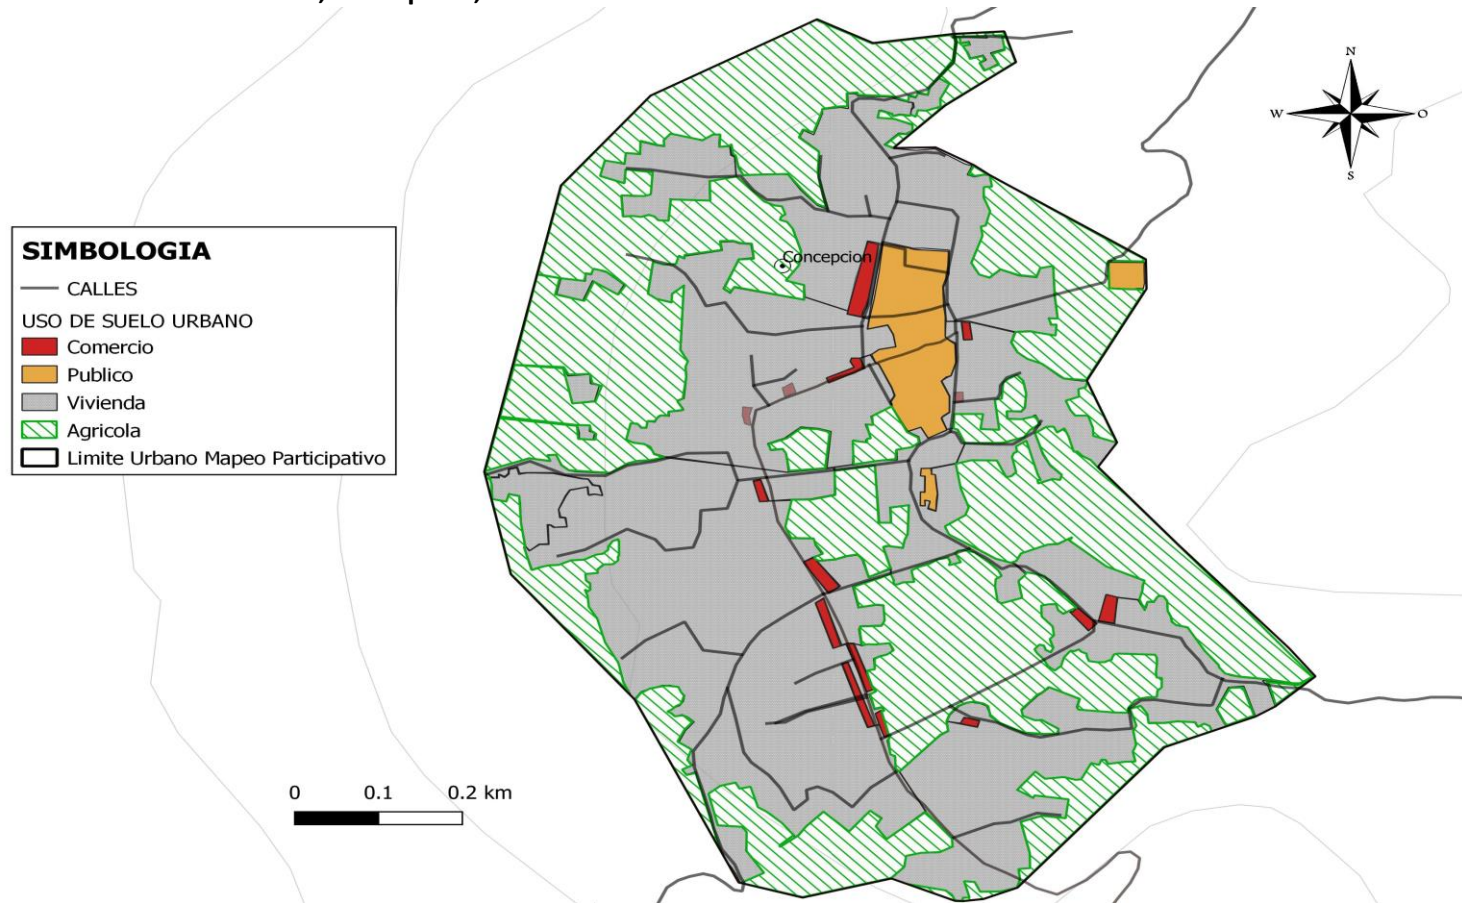 N
W
O
S
SIMBOLOGIA
CALLES
USO DE SUELO URBANO
Comercio
Publico
Vivienda
Agricola
Limite Urbano Mapeo Participativo
Concepcion
0 0.1 0.2 km